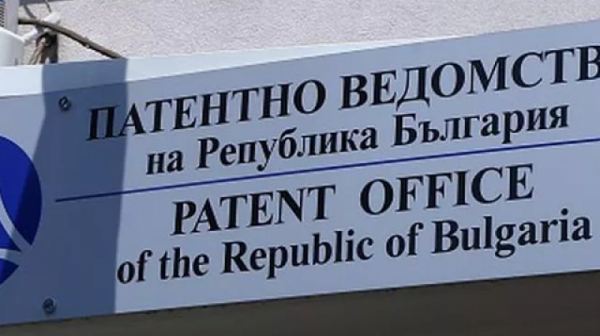 ПАТЕНТНО ВЕДОМСТВ
на Република България
PATENT OFFICE
of the Republic of Bulgaria